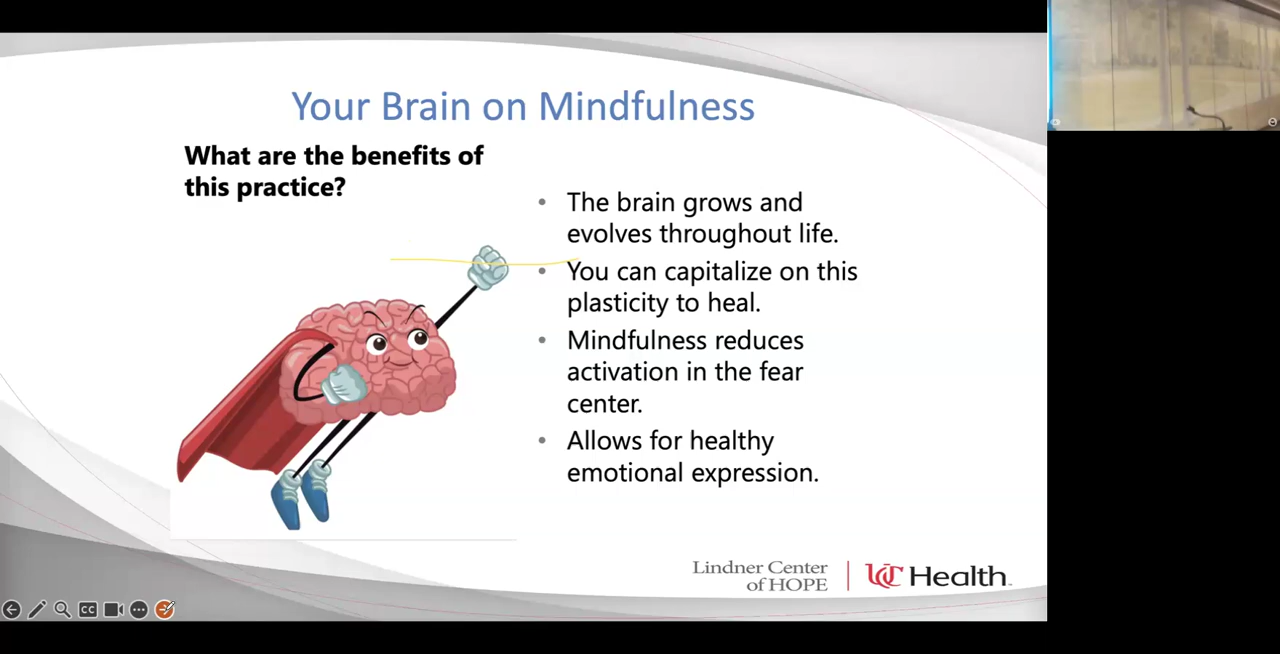 Your Brain on Mindfulness
What are the benefits of
this practice?
• The brain grows and
evolves throughout life.
• You can capitalize on this
plasticity to heal.
• Mindfulness reduces
activation in the fear
center.
• Allows for healthy
emotional expression.
Lindner Center
of HOPE
UC Health
CC